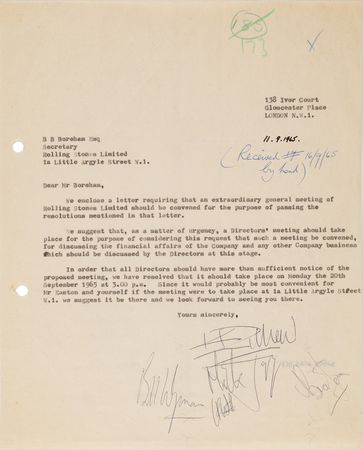 185
173
138 Ivor Court
Gloucester Place
LONDON N.W.1.
11.9.1965.
B B Boreham Esq
Secretary
Rolling Stones Limited
1a Little Argyle Street W.1.
(Received 16/9/65
by hand)
Dear Mr Boreham,
We enclose a letter requiring that an extraordinary general meeting of
Rolling Stones Limited should be convened for the purpose of passing the
resolutions mentioned in that letter.
We suggest that, as a matter of urgency, a Directors' meeting should take
place for the purpose of considering this request that such a meeting be convened,
for discussing the financial affairs of the Company and any other Company business
which should be discussed by the Directors at this stage.
In order that all Directors should have more than sufficient notice of the
proposed meeting, we have resolved that it should take place on Monday the 20th
September 1965 at 3.00 p.m. Since it would probably be most convenient for
Mr Easton and yourself if the meeting were to take place at 1a Little Argyle Street
W.1. we suggest it be there and we look forward to seeing you there.
Yours sincerely,
Bill Wyman